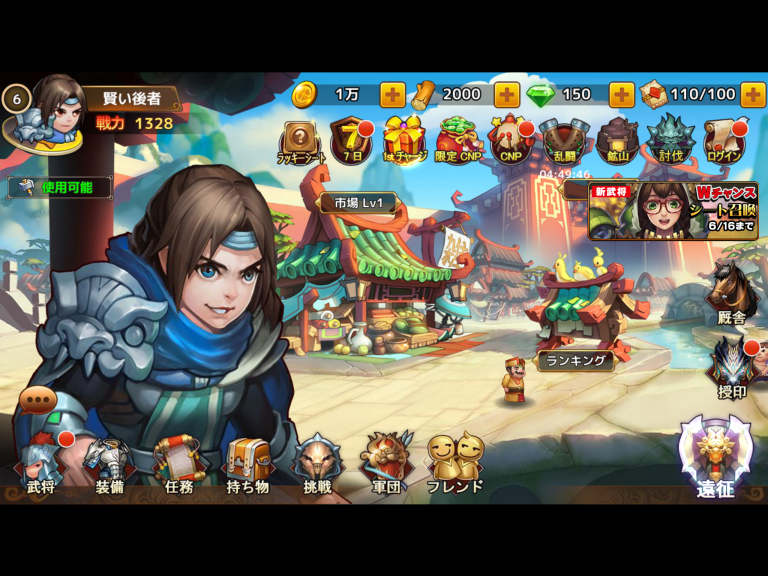 6
賢い後者
戦力 1328
1万
2000
150
110/100
使用可能
?
ラッキーシート
7
7日
1stチャージ
限定 CNP
CNP
乱闘
鉱山
討伐
ログイン
04:49:46
市場 Lv1
新武将
Wチャンス
シート召喚
6/16まで
厩舎
ランキング
授印
武将
装備
任務
持ち物
挑戦
軍団
フレンド
遠征